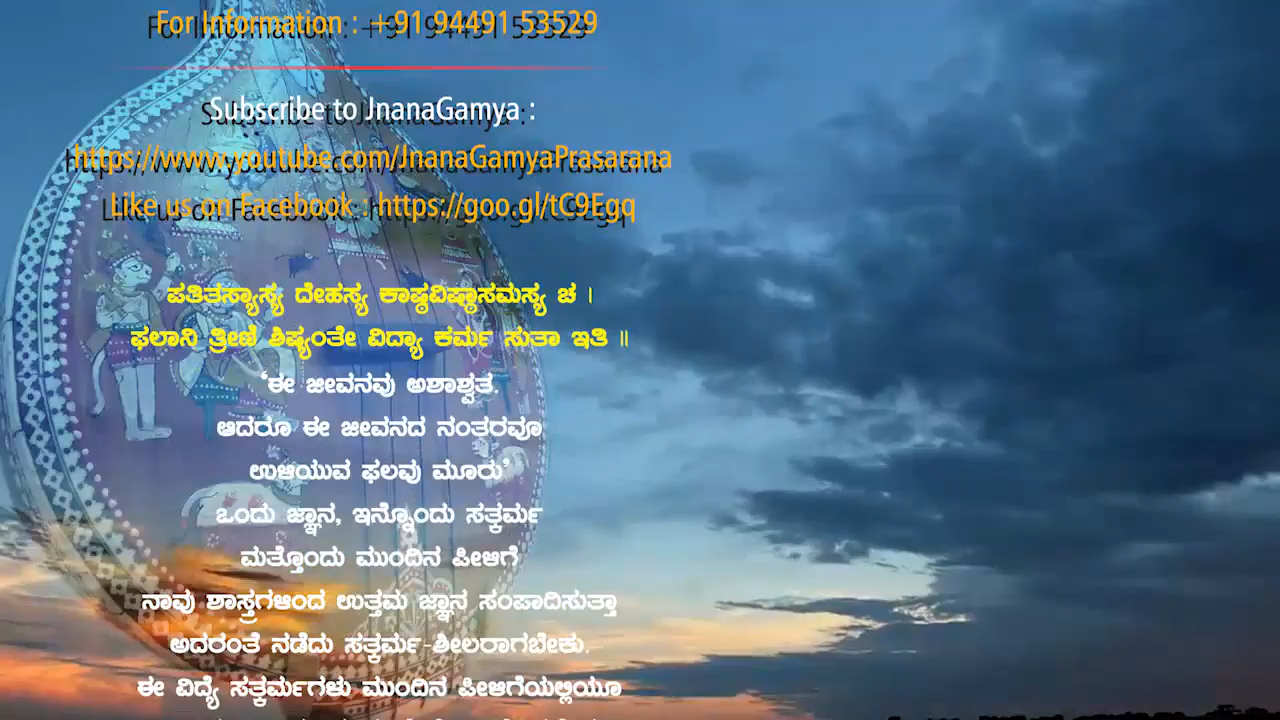 For Information : +91 94491 53529
Subscribe to JnanaGamya :
https://www.youtube.com/JnanaGamyaPrasarana
Like us on Facebook : https://goo.gl/tC9Egq
ಪತಿತಸ್ಯಾಸ್ಯ ದೇಹಸ್ಯ ಕಾಷ್ಠವಿಷ್ಠಾಸಮಸ್ಯ ಚ ।
ಫಲಾನಿ ತ್ರೀಣಿ ಶಿಷ್ಯಂತೇ ವಿದ್ಯಾ ಕರ್ಮ ಸುತಾ ಇತಿ ॥
‘ಈ ಜೀವನವು ಅಶಾಶ್ವತ.
ಆದರೂ ಈ ಜೀವನದ ನಂತರವೂ
ಉಳಿಯುವ ಫಲವು ಮೂರು’
ಒಂದು ಜ್ಞಾನ, ಇನ್ನೊಂದು ಸತ್ಕರ್ಮ
ಮತ್ತೊಂದು ಮುಂದಿನ ಪೀಳಿಗೆ
ನಾವು ಶಾಸ್ತ್ರಗಳಿಂದ ಉತ್ತಮ ಜ್ಞಾನ ಸಂಪಾದಿಸುತ್ತಾ
ಅದರಂತೆ ನಡೆದು ಸತ್ಕರ್ಮ-ಶೀಲರಾಗಬೇಕು.
ಈ ವಿದ್ಯೆ ಸತ್ಕರ್ಮಗಳು ಮುಂದಿನ ಪೀಳಿಗೆಯಲ್ಲಿಯೂ